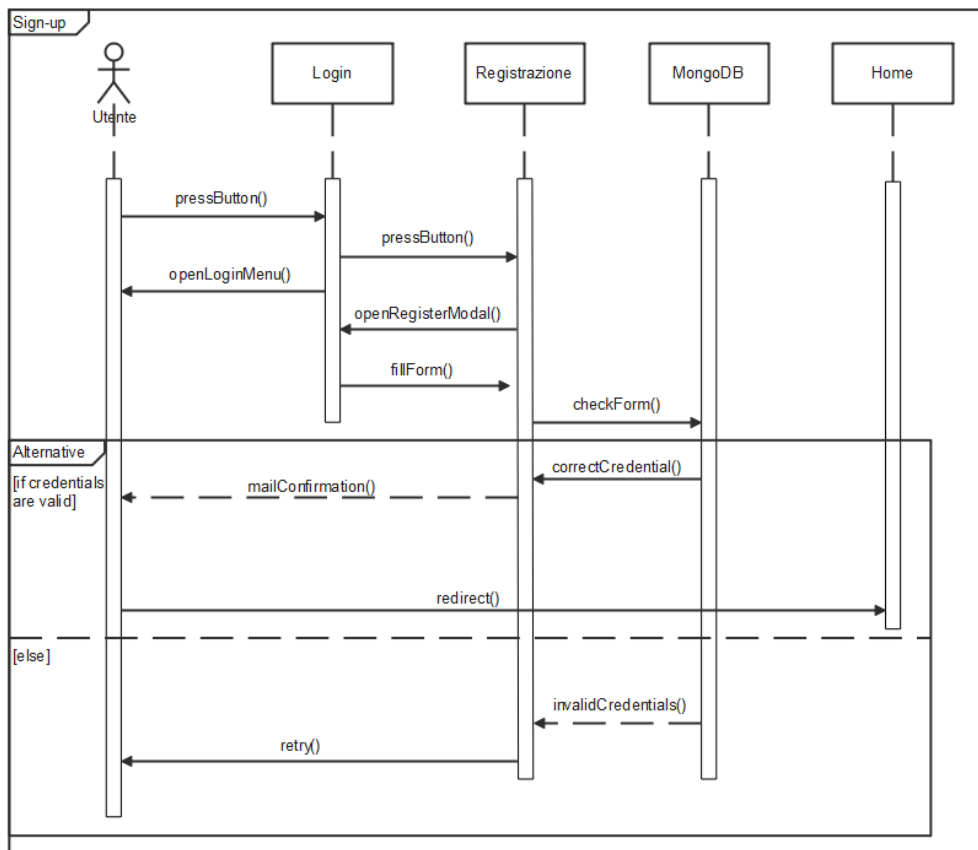 Sign-up
Utente
Login
Registrazione
MongoDB
Home
pressButton()
pressButton()
openLoginMenu()
openRegisterModal()
fillForm()
checkForm()
Alternative
[if credentials
are valid]
correctCredential()
mailConfirmation()
redirect()
[else]
invalidCredentials()
retry()